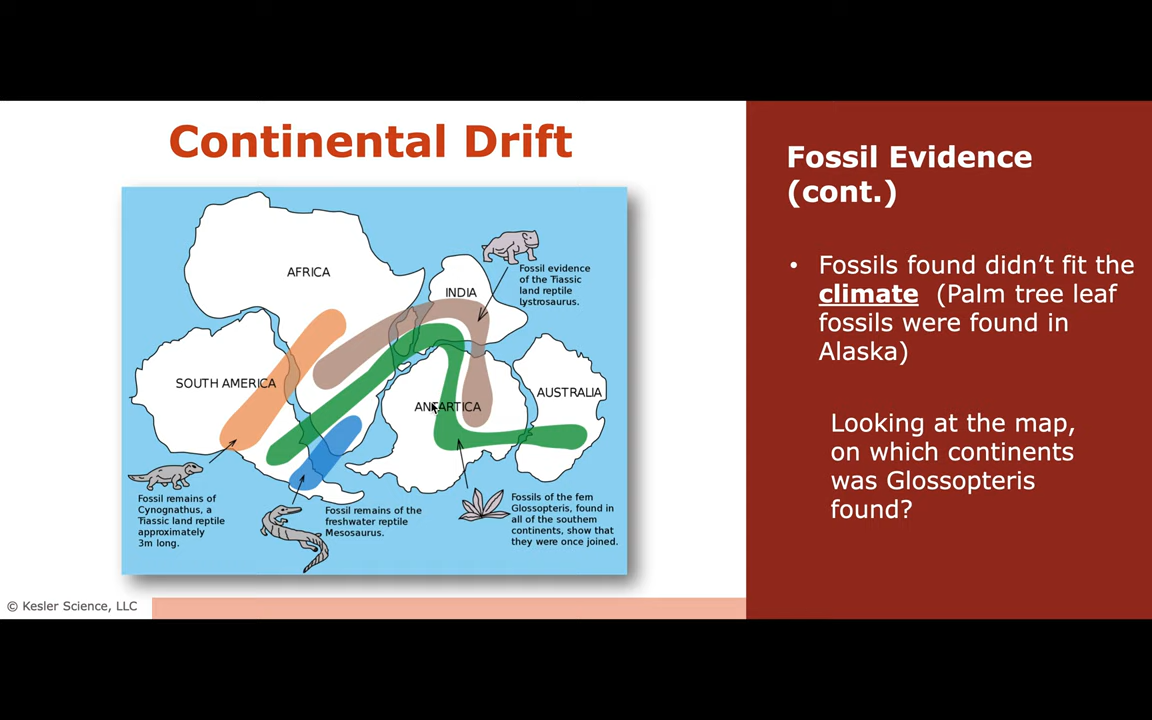 Continental Drift
AFRICA
INDIA
Fossil evidence
of the Tiassic
land reptile
Lystrosaurus.
SOUTH AMERICA
ANTARTICA
AUSTRALIA
Fossil remains of
Cynognathus, a
Tiassic land reptile
approximately
3m long.
Fossil remains of the
freshwater reptile
Mesosaurus.
Fossils of the fem
Glossopteris, found in
all of the southem
continents, show that
they were once joined.
© Kesler Science, LLC
Fossil Evidence
(cont.)
• Fossils found didn’t fit the
climate (Palm tree leaf
fossils were found in
Alaska)
Looking at the map,
on which continents
was Glossopteris
found?